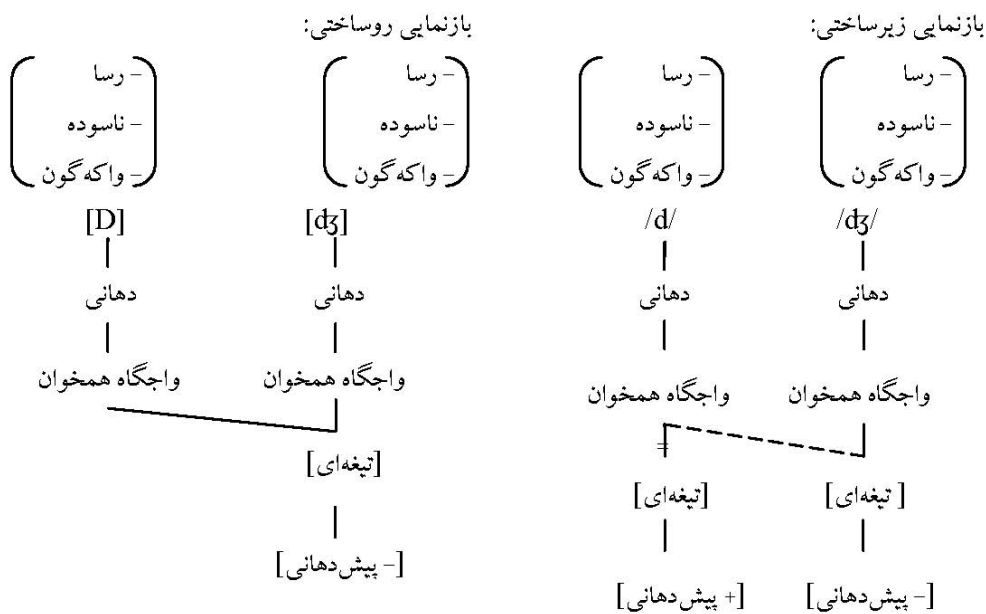 بازنمایی زیرساختی: بازنمایی روساختی:
– رسا – رسا – رسا – رسا
– ناسوده – ناسوده – ناسوده – ناسوده
– واکه‌گون – واکه‌گون – واکه‌گون – واکه‌گون
/ʤ/ /d/ [ʤ] [D]
دهانی دهانی دهانی دهانی
واجگاه همخوان واجگاه همخوان واجگاه همخوان واجگاه همخوان
[تیغه‌ای] [تیغه‌ای] [تیغه‌ای]
[– پیش‌دهانی] [+ پیش‌دهانی] [– پیش‌دهانی]